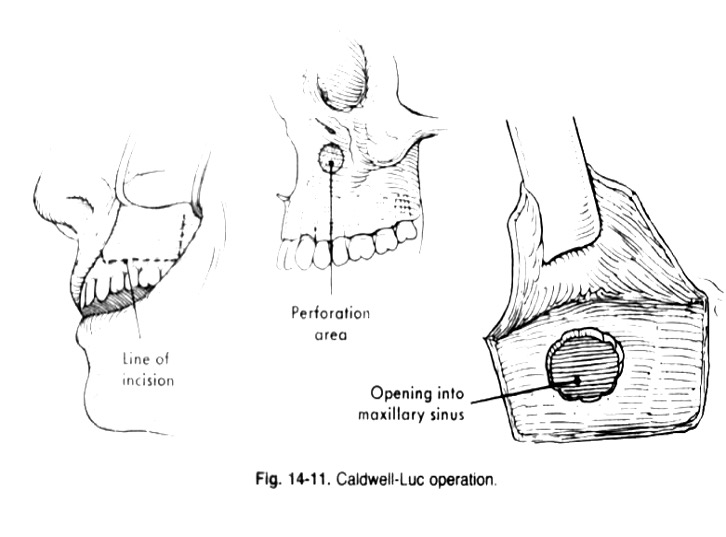 Perforation
area
Line of
incision
Opening into
maxillary sinus
Fig. 14-11. Caldwell-Luc operation.